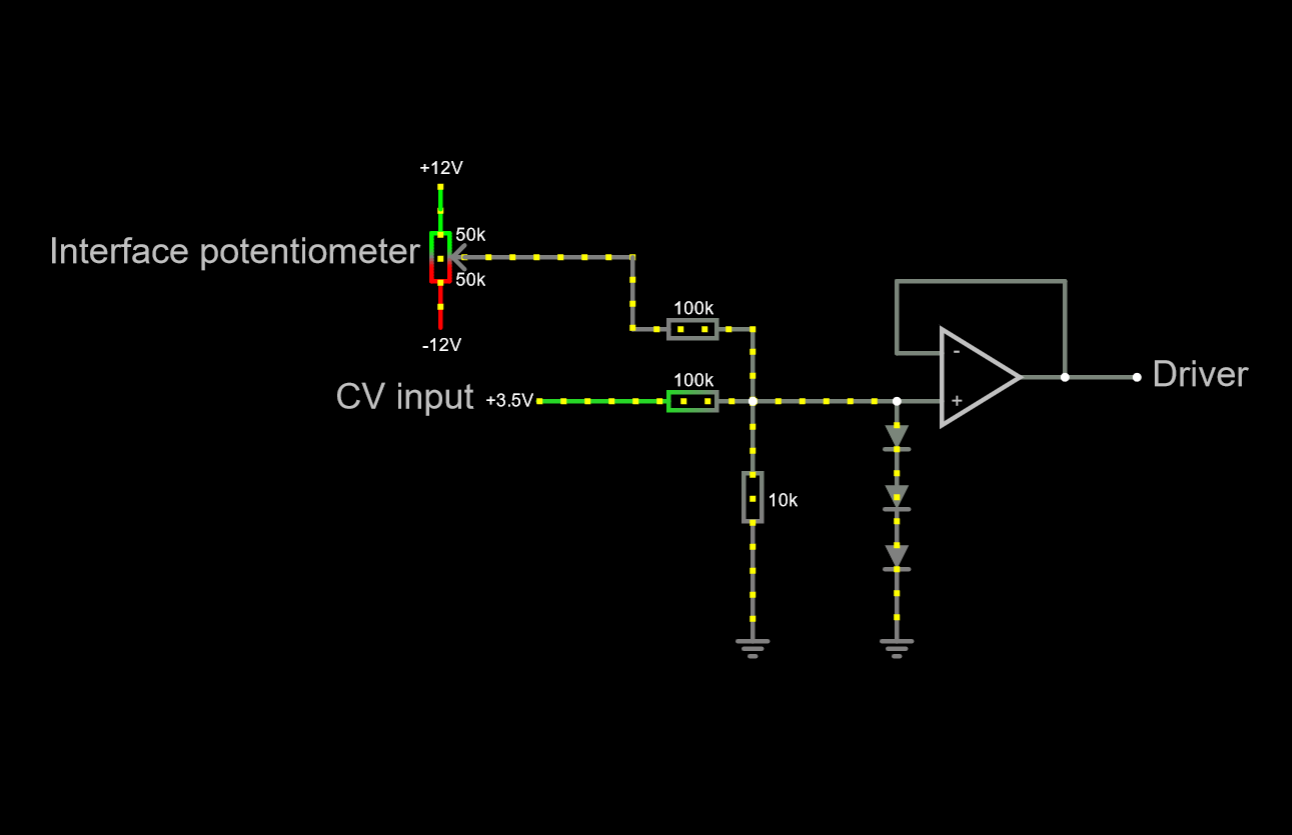 +12V
Interface potentiometer
50k
50k
-12V
100k
100k
CV input
+3.5V
10k
-
+
Driver